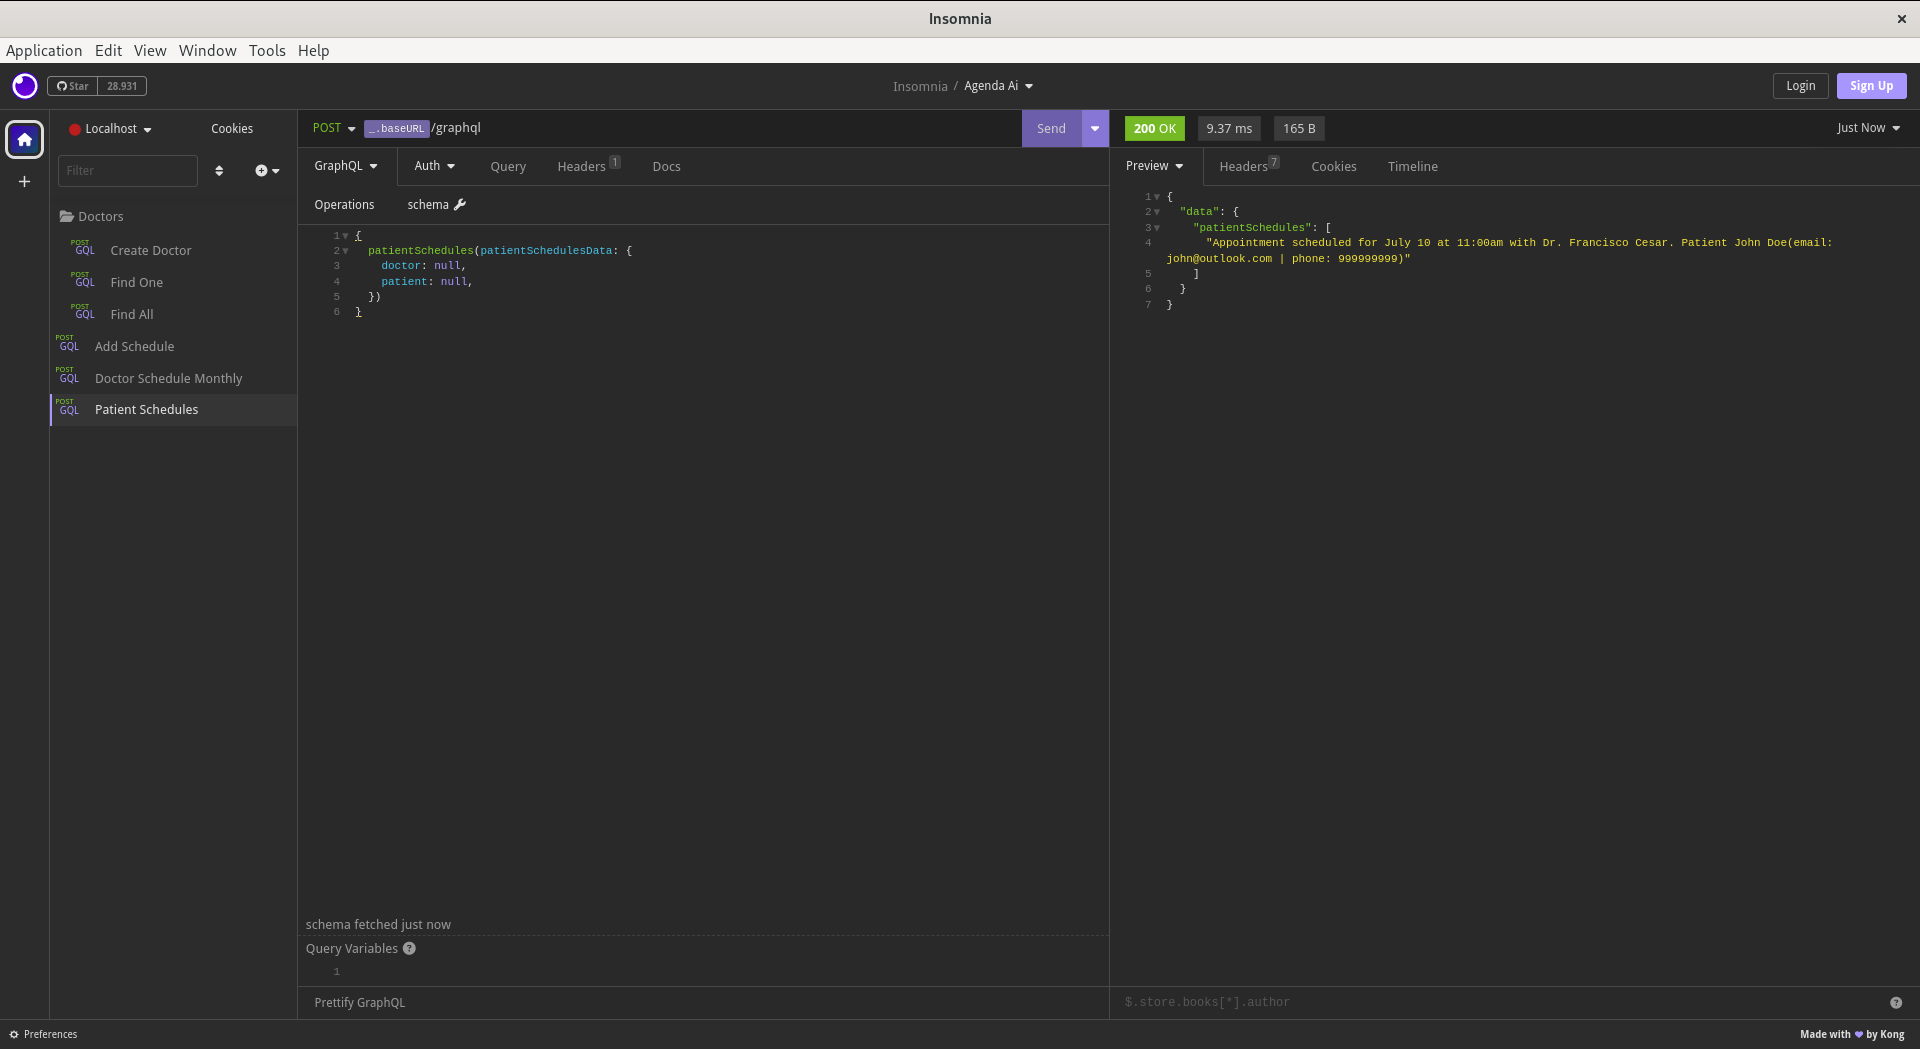 Insomnia
Application Edit View Window Tools Help
Star 28.931
Insomnia / Agenda Ai
Login Sign Up
Localhost Cookies
Filter
Doctors
POST GQL Create Doctor
POST GQL Find One
POST GQL Find All
POST GQL Add Schedule
POST GQL Doctor Schedule Monthly
POST GQL Patient Schedules
POST _.baseURL/graphql Send
GraphQL Auth Query Headers 1 Docs
Operations schema
1 {
2 patientSchedules(patientSchedulesData: {
3 doctor: null,
4 patient: null,
5 })
6 }
schema fetched just now
Query Variables ?
1
Prettify GraphQL
200 OK 9.37 ms 165 B Just Now
Preview Headers 7 Cookies Timeline
1 {
2 "data": {
3 "patientSchedules": [
4 "Appointment scheduled for July 10 at 11:00am with Dr. Francisco Cesar. Patient John Doe(email:
john@outlook.com | phone: 999999999)"
5 ]
6 }
7 }
$.store.books[*].author ?
Preferences
Made with ❤ by Kong